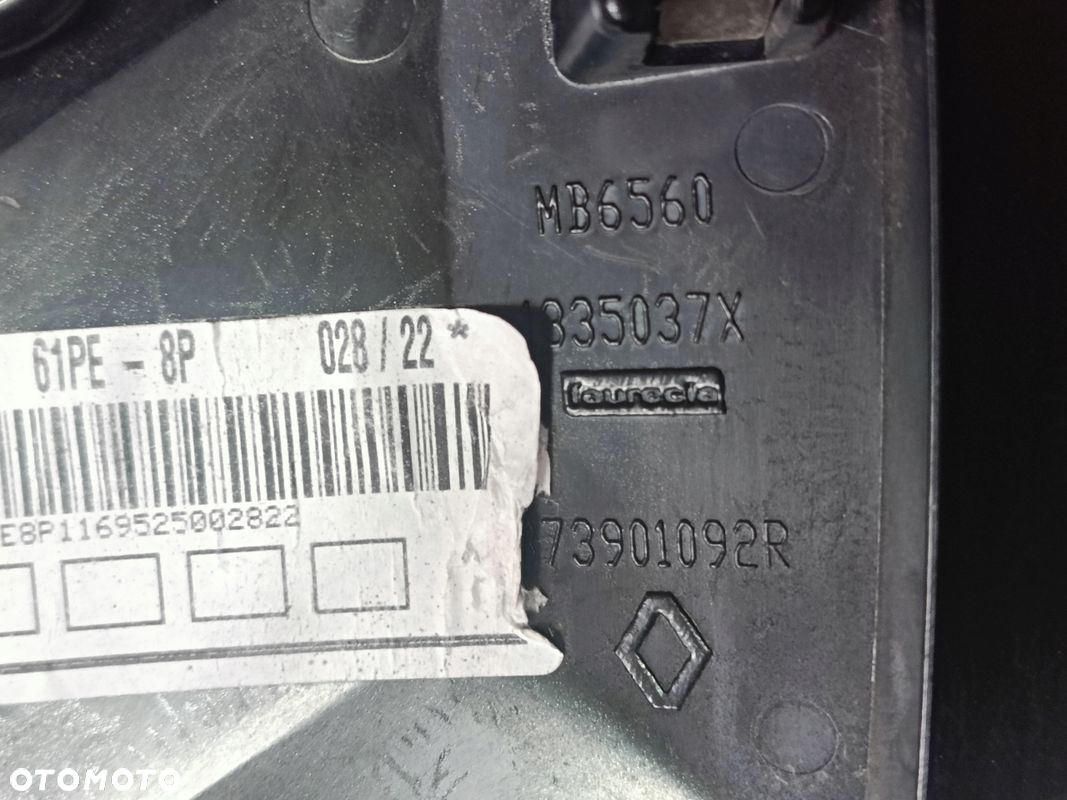 MB6560
835037X
faurecia
61PE - 8P 028 / 22 *
E8P1169525002822
73901092R
OTOMOTO